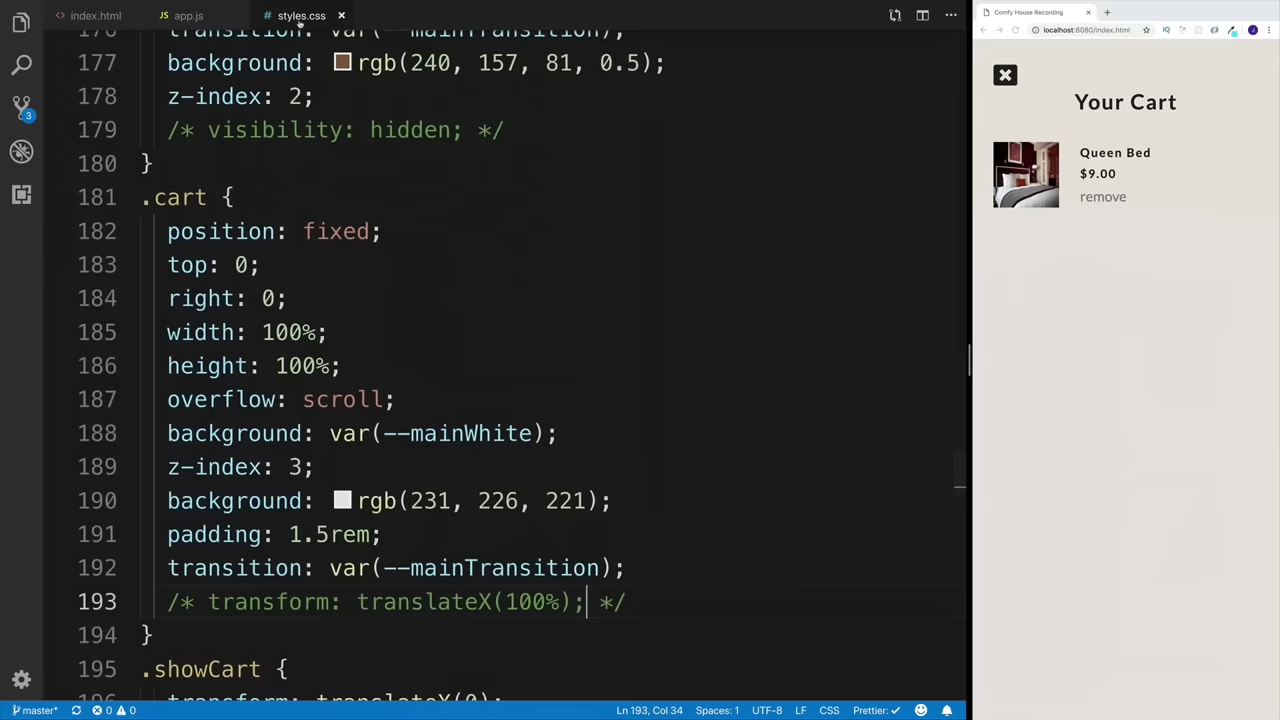 index.html
app.js
styles.css
Comfy House Recording
localhost:8080/index.html
176 transition: var(--mainTransition);
177 background: rgb(240, 157, 81, 0.5);
178 z-index: 2;
179 /* visibility: hidden; */
180 }
181 .cart {
182 position: fixed;
183 top: 0;
184 right: 0;
185 width: 100%;
186 height: 100%;
187 overflow: scroll;
188 background: var(--mainWhite);
189 z-index: 3;
190 background: rgb(231, 226, 221);
191 padding: 1.5rem;
192 transition: var(--mainTransition);
193 /* transform: translateX(100%); */
194 }
195 .showCart {
196 transform: translateX(0);
3
Your Cart
Queen Bed
$9.00
remove
IQ
J
master* 0 0 Ln 193, Col 34 Spaces: 1 UTF-8 LF CSS Prettier: ✓